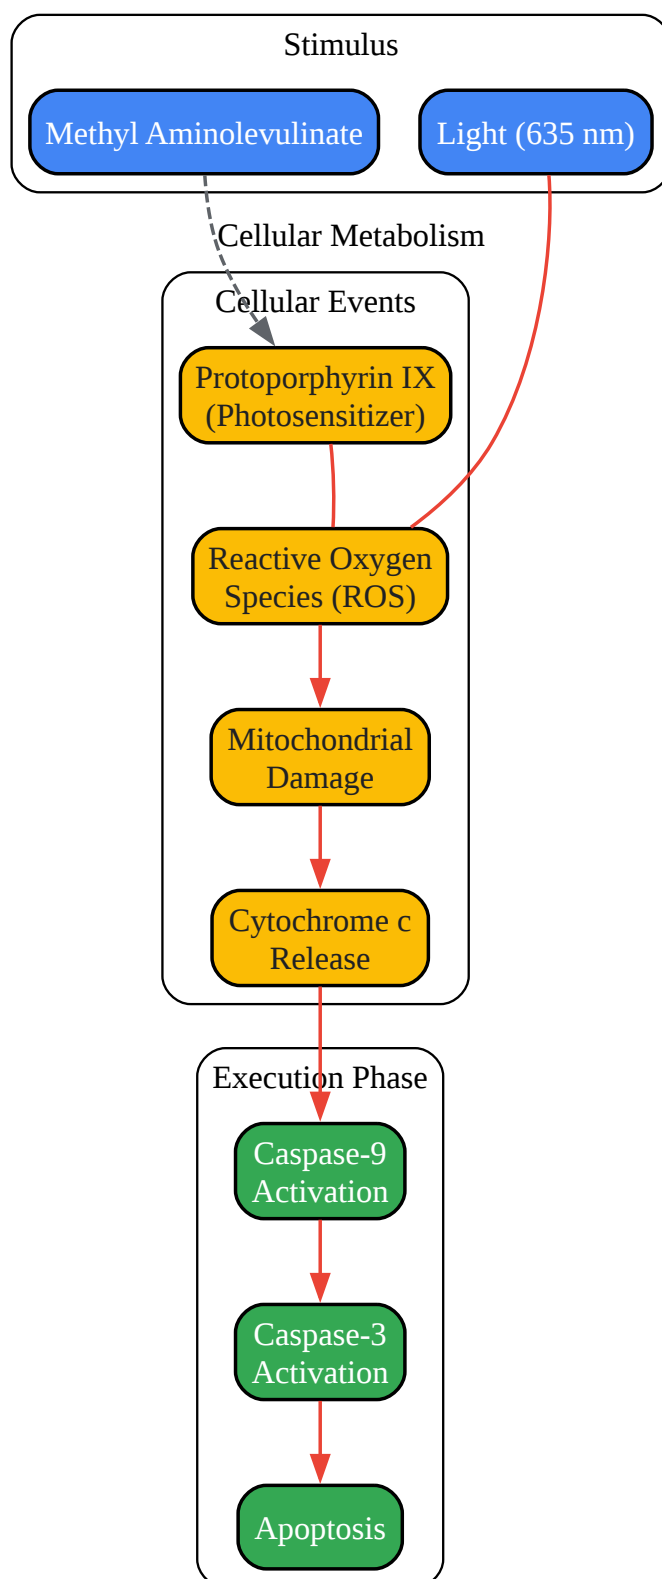 Stimulus
Methyl Aminolevulinate
Light (635 nm)
Cellular Metabolism
Cellular Events
Protoporphyrin IX
(Photosensitizer)
Reactive Oxygen
Species (ROS)
Mitochondrial
Damage
Cytochrome c
Release
Execution Phase
Caspase-9
Activation
Caspase-3
Activation
Apoptosis